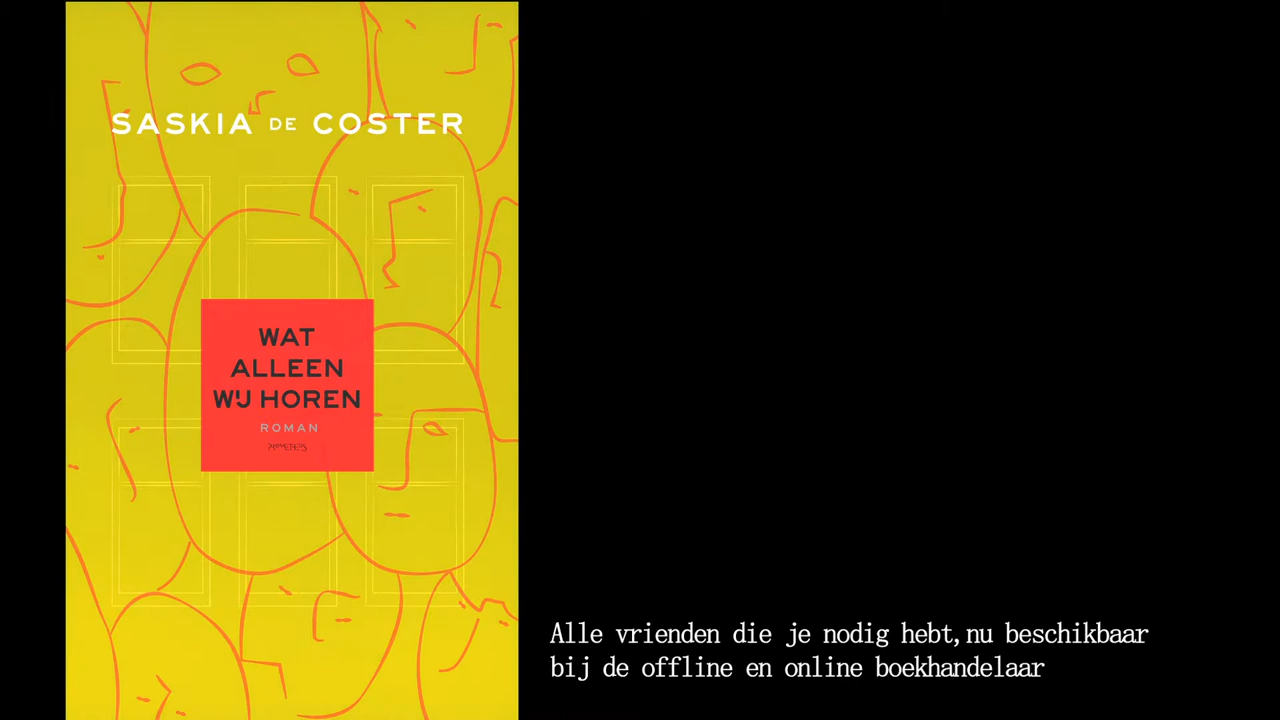 SASKIA DE COSTER
WAT
ALLEEN
WIJ HOREN
ROMAN
PROMETHEUS
Alle vrienden die je nodig hebt,nu beschikbaar
bij de offline en online boekhandelaar